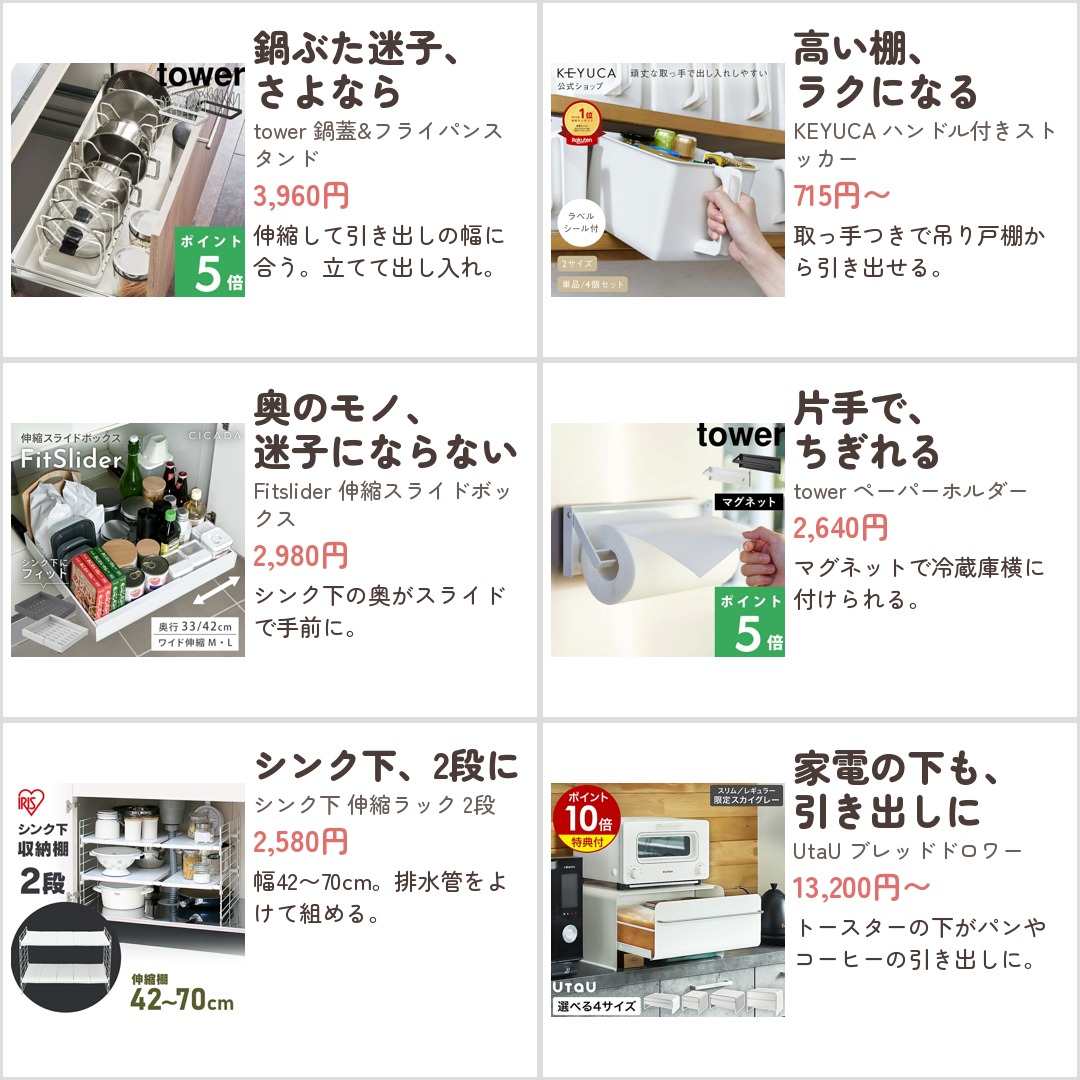 鍋ぶた迷子、
さよなら
tower 鍋蓋&フライパンス
タンド
3,960円
伸縮して引き出しの幅に
合う。立てて出し入れ。
tower
ポイント
5倍
高い棚、
ラクになる
KEYUCA ハンドル付きスト
ッカー
715円〜
取っ手つきで吊り戸棚か
ら引き出せる。
KEYUCA
公式ショップ
頑丈な取っ手で出し入れしやすい
1位
Rakuten
ラベル
シール付
2サイズ
単品/4個セット
奥のモノ、
迷子にならない
Fitslider 伸縮スライドボッ
クス
2,980円
シンク下の奥がスライド
で手前に。
伸縮スライドボックス
FitSlider
CICADA
シンク下に
フィット
奥行 33/42cm
ワイド伸縮 M・L
片手で、
ちぎれる
tower ペーパーホルダー
2,640円
マグネットで冷蔵庫横に
付けられる。
tower
マグネット
ポイント
5倍
シンク下、2段に
シンク下 伸縮ラック 2段
2,580円
幅42〜70cm。排水管をよ
けて組める。
IRIS
シンク下
収納棚
2段
伸縮棚
42~70cm
家電の下も、
引き出しに
UtaU ブレッドドロワー
13,200円〜
トースターの下がパンや
コーヒーの引き出しに。
ポイント
10倍
特典付
スリム/レギュラー
限定スカイグレー
UTaU
選べる4サイズ